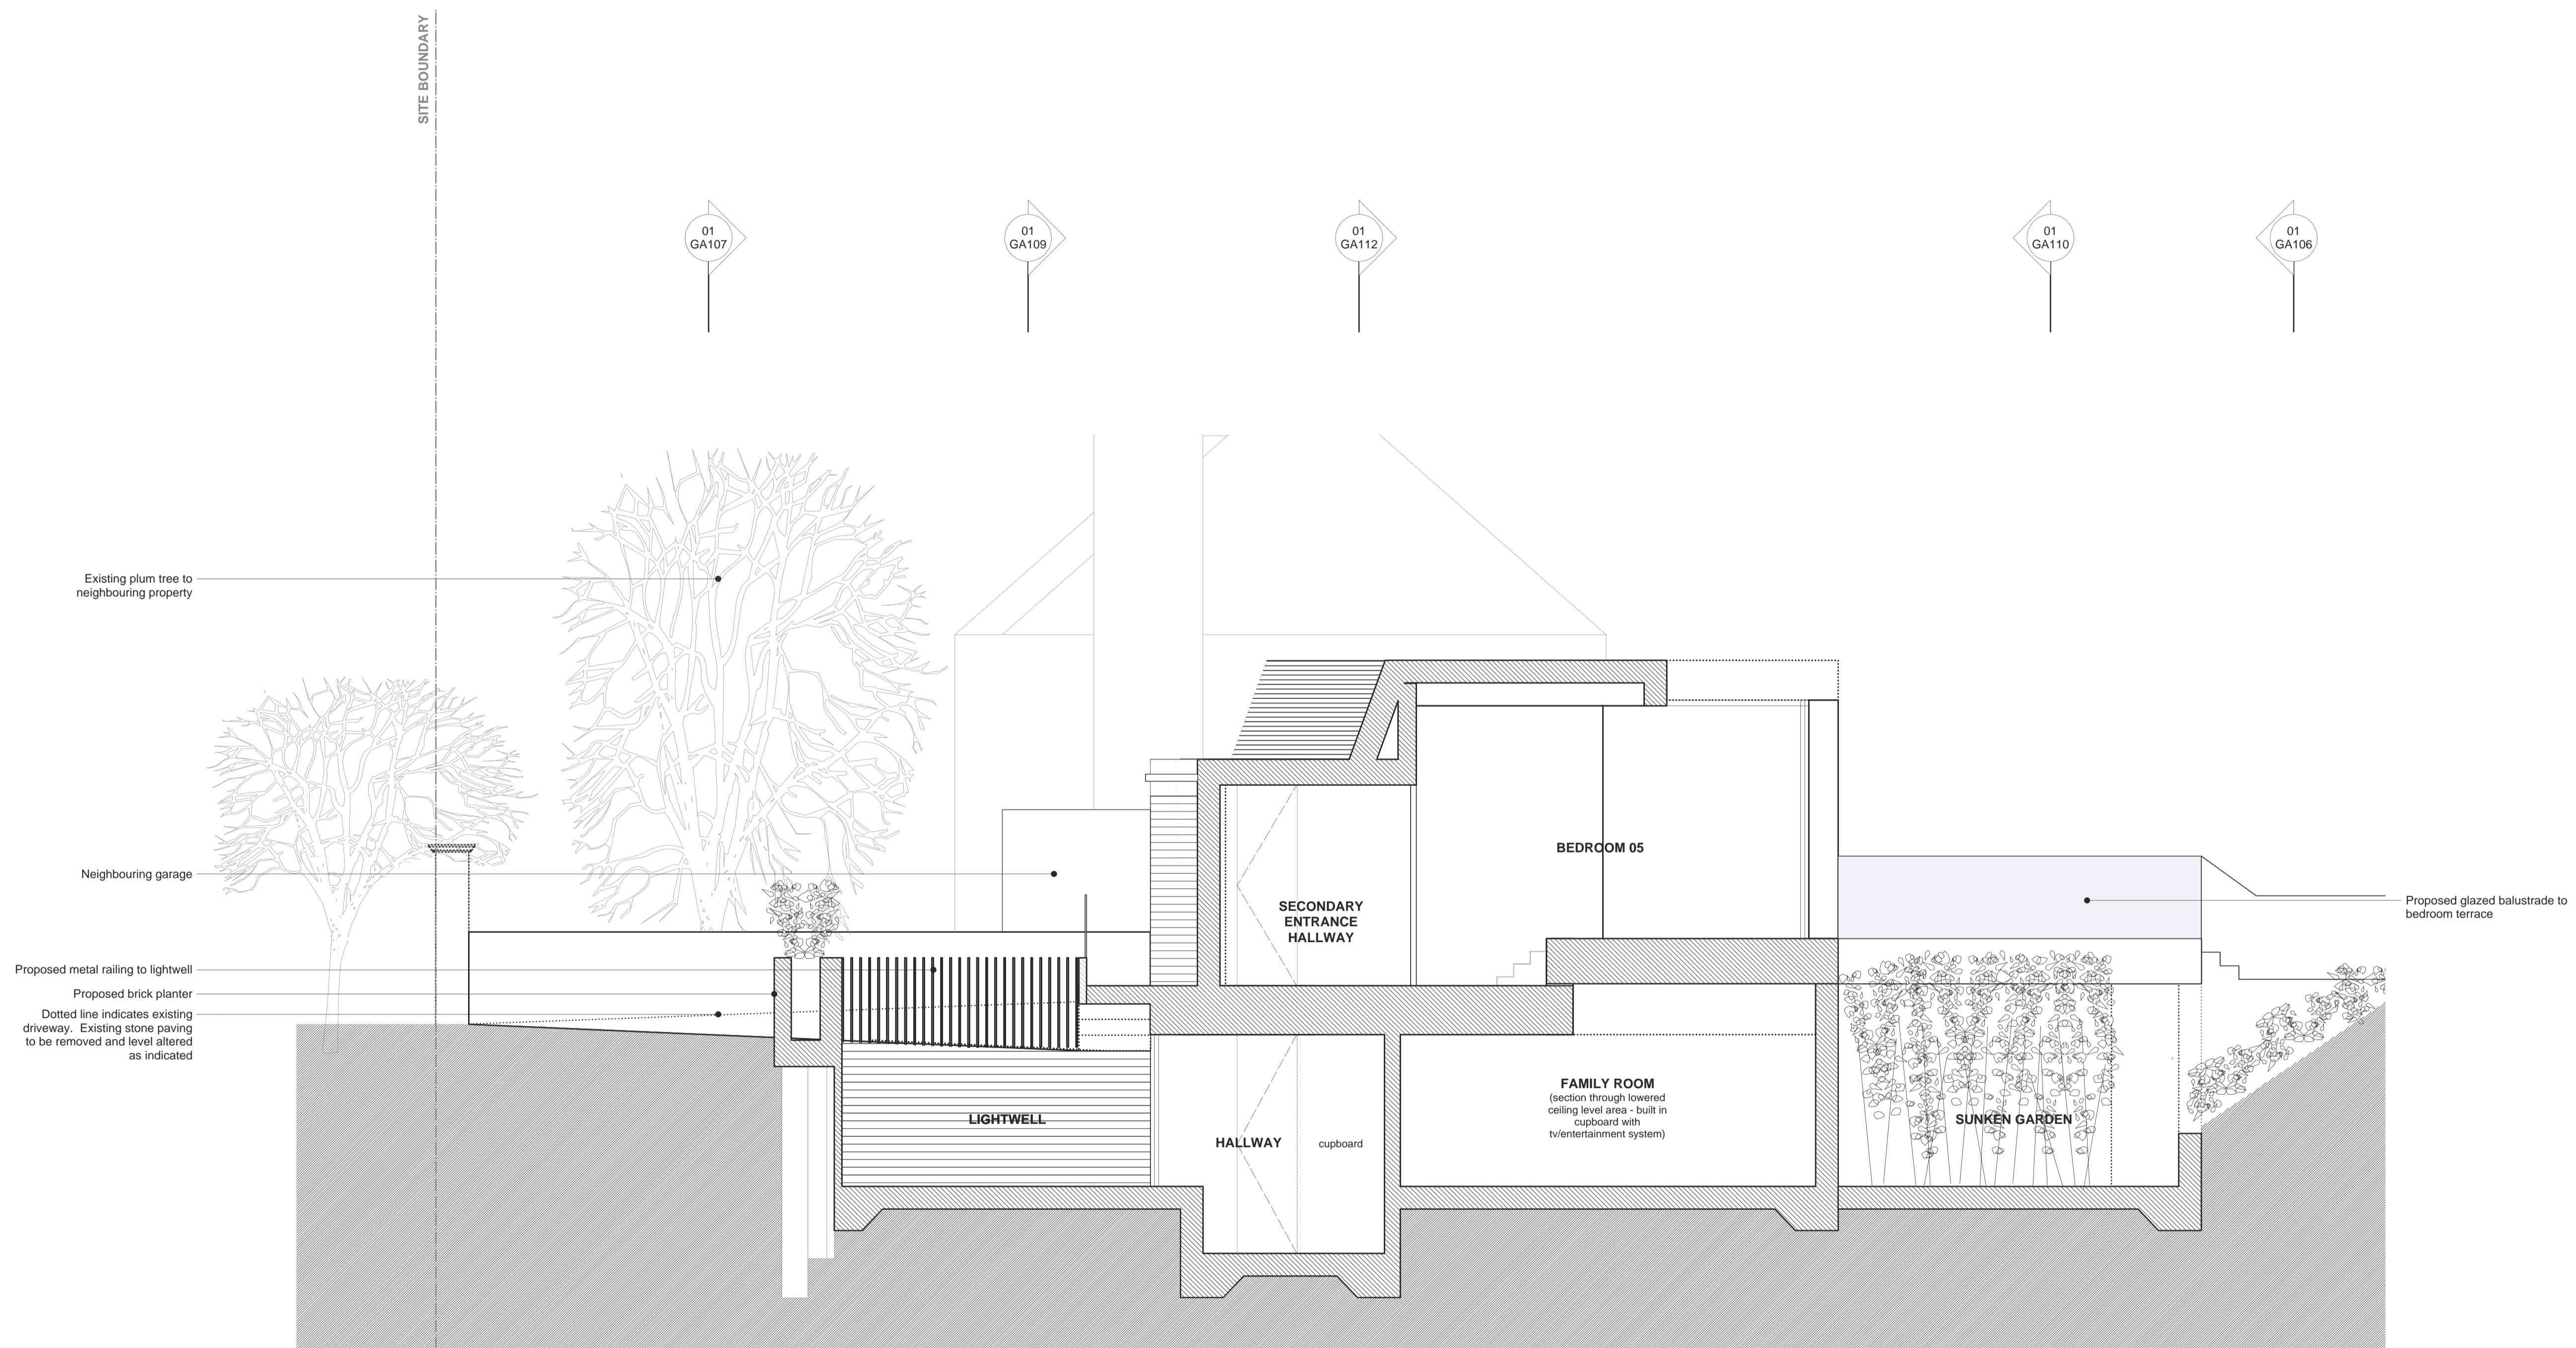 SITE BOUNDARY
01
GA107
01
GA109
01
GA112
01
GA110
01
GA106
Existing plum tree to
neighbouring property
Neighbouring garage
BEDROOM 05
SECONDARY
ENTRANCE
HALLWAY
Proposed glazed balustrade to
bedroom terrace
Proposed metal railing to lightwell
Proposed brick planter
Dotted line indicates existing
driveway. Existing stone paving
to be removed and level altered
as indicated
LIGHTWELL
HALLWAY
cupboard
FAMILY ROOM
(section through lowered
ceiling level area - built in
cupboard with
tv/entertainment system)
SUNKEN GARDEN